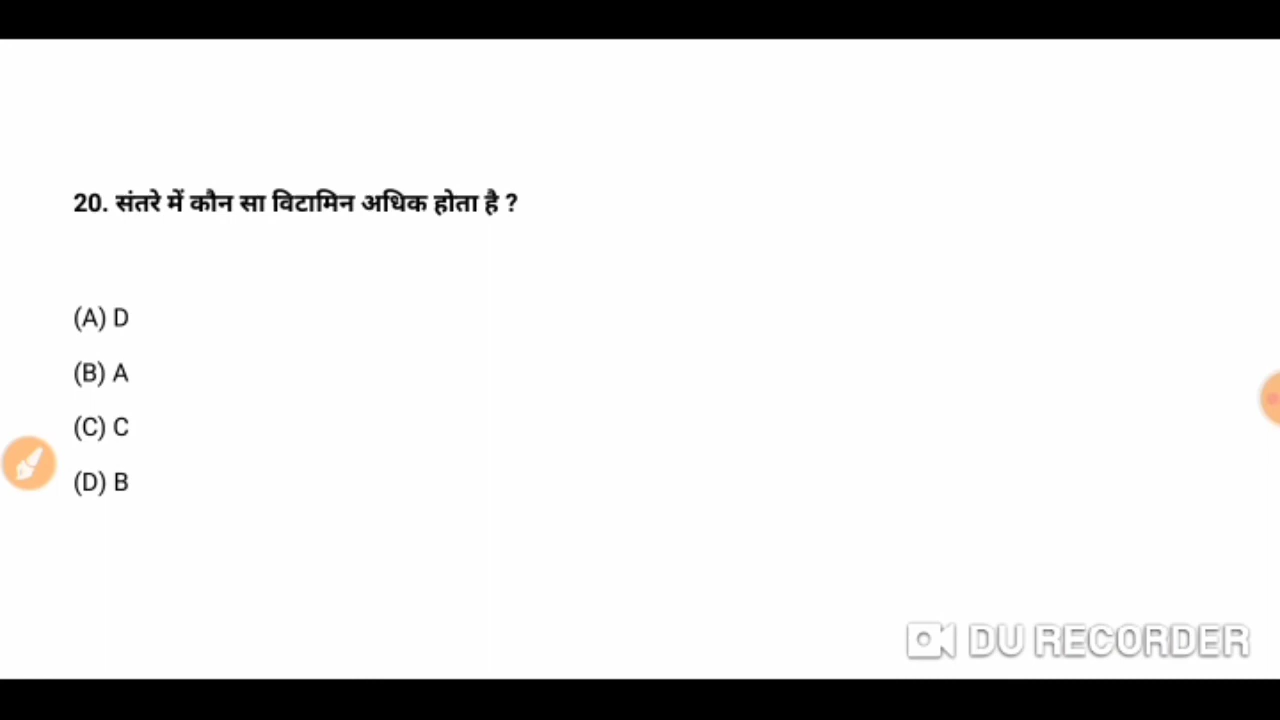 20. संतरे में कौन सा विटामिन अधिक होता है ?
(A) D
(B) A
(C) C
(D) B
DU RECORDER